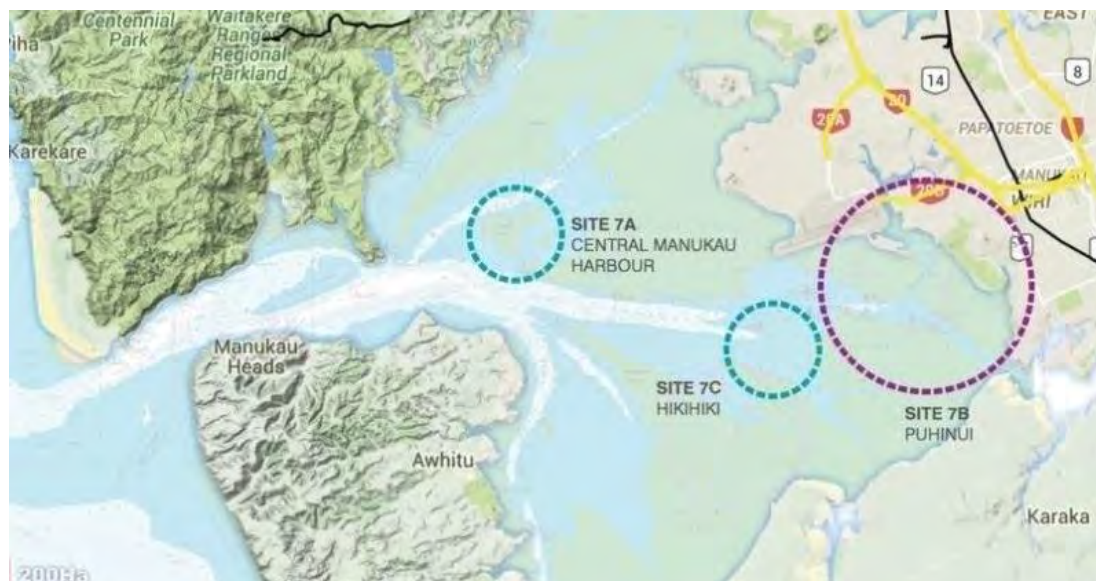 Centennial
Park
Waitakere
Ranges
Regional
Parkland
EAST
14
8
20
20A
PAPATOETOE
iha
Karekare
MANUKAU
WIRI
20B
SITE 7A
CENTRAL MANUKAU
HARBOUR
Manukau
Heads
SITE 7C
HIKIHIKI
SITE 7B
PUHINUI
Awhitu
Karaka
200Ha